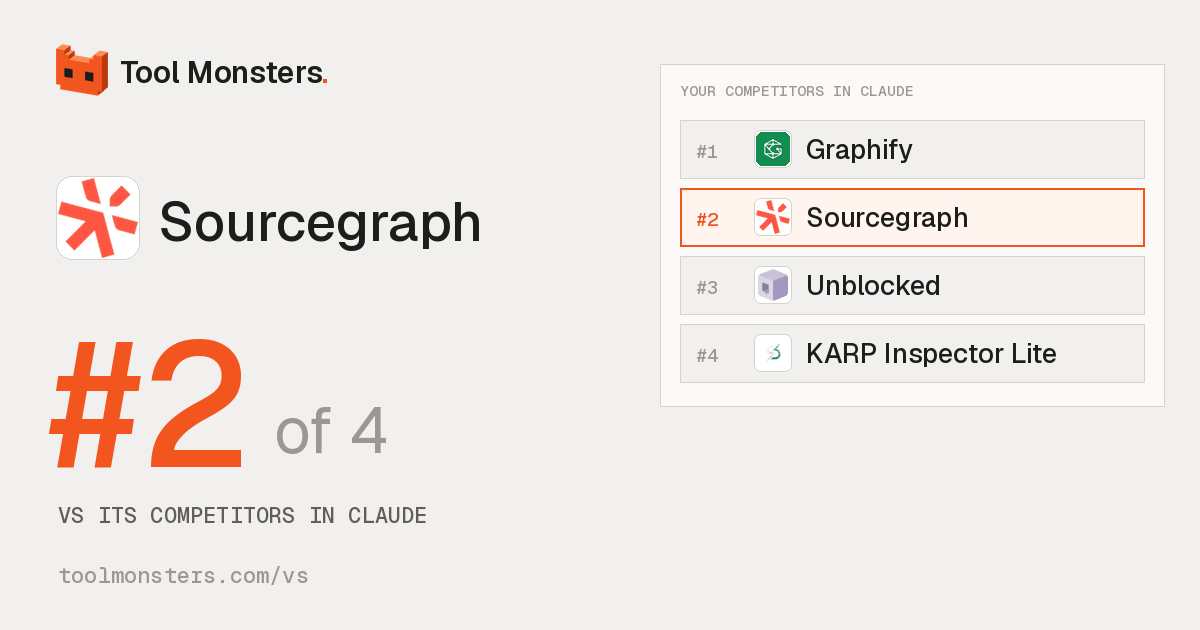 Tool Monsters.
Sourcegraph
#2 of 4
VS ITS COMPETITORS IN CLAUDE
toolmonsters.com/vs
YOUR COMPETITORS IN CLAUDE
#1 Graphify
#2 Sourcegraph
#3 Unblocked
#4 KARP Inspector Lite